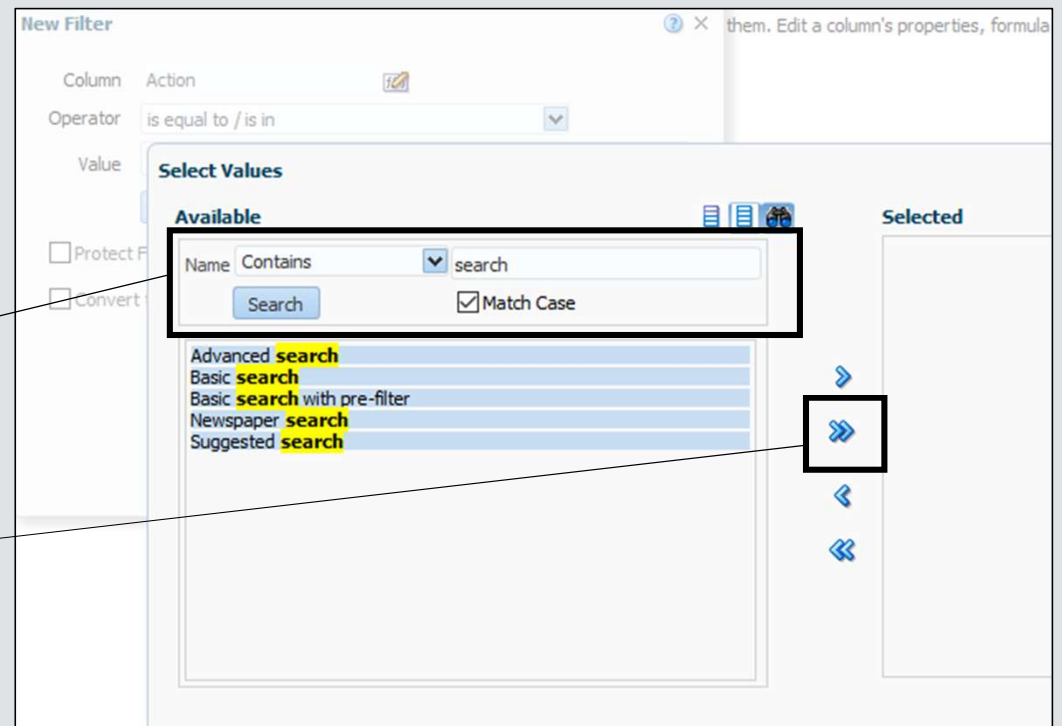 New Filter
them. Edit a column's properties, formula
Column Action
Operator is equal to / is in
Value
Select Values
Available
Selected
Protect F
Name Contains search
Convert
Search Match Case
Advanced search
Basic search
Basic search with pre-filter
Newspaper search
Suggested search